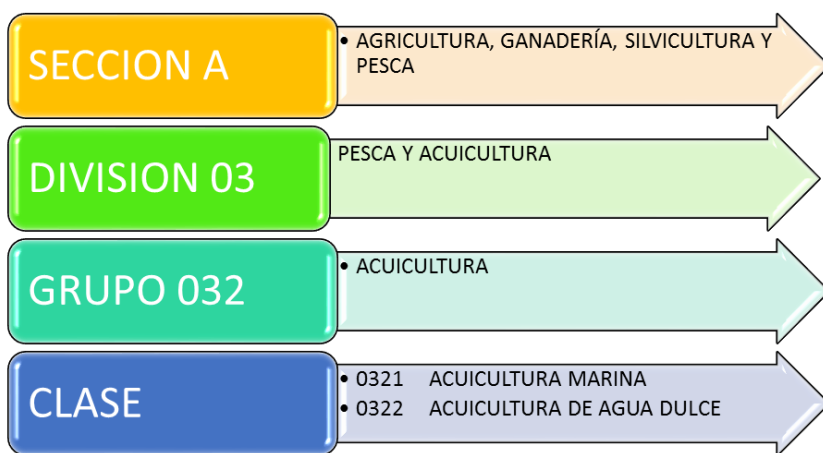 SECCION A
• AGRICULTURA, GANADERÍA, SILVICULTURA Y
PESCA
DIVISION 03
PESCA Y ACUICULTURA
GRUPO 032
• ACUICULTURA
CLASE
• 0321 ACUICULTURA MARINA
• 0322 ACUICULTURA DE AGUA DULCE